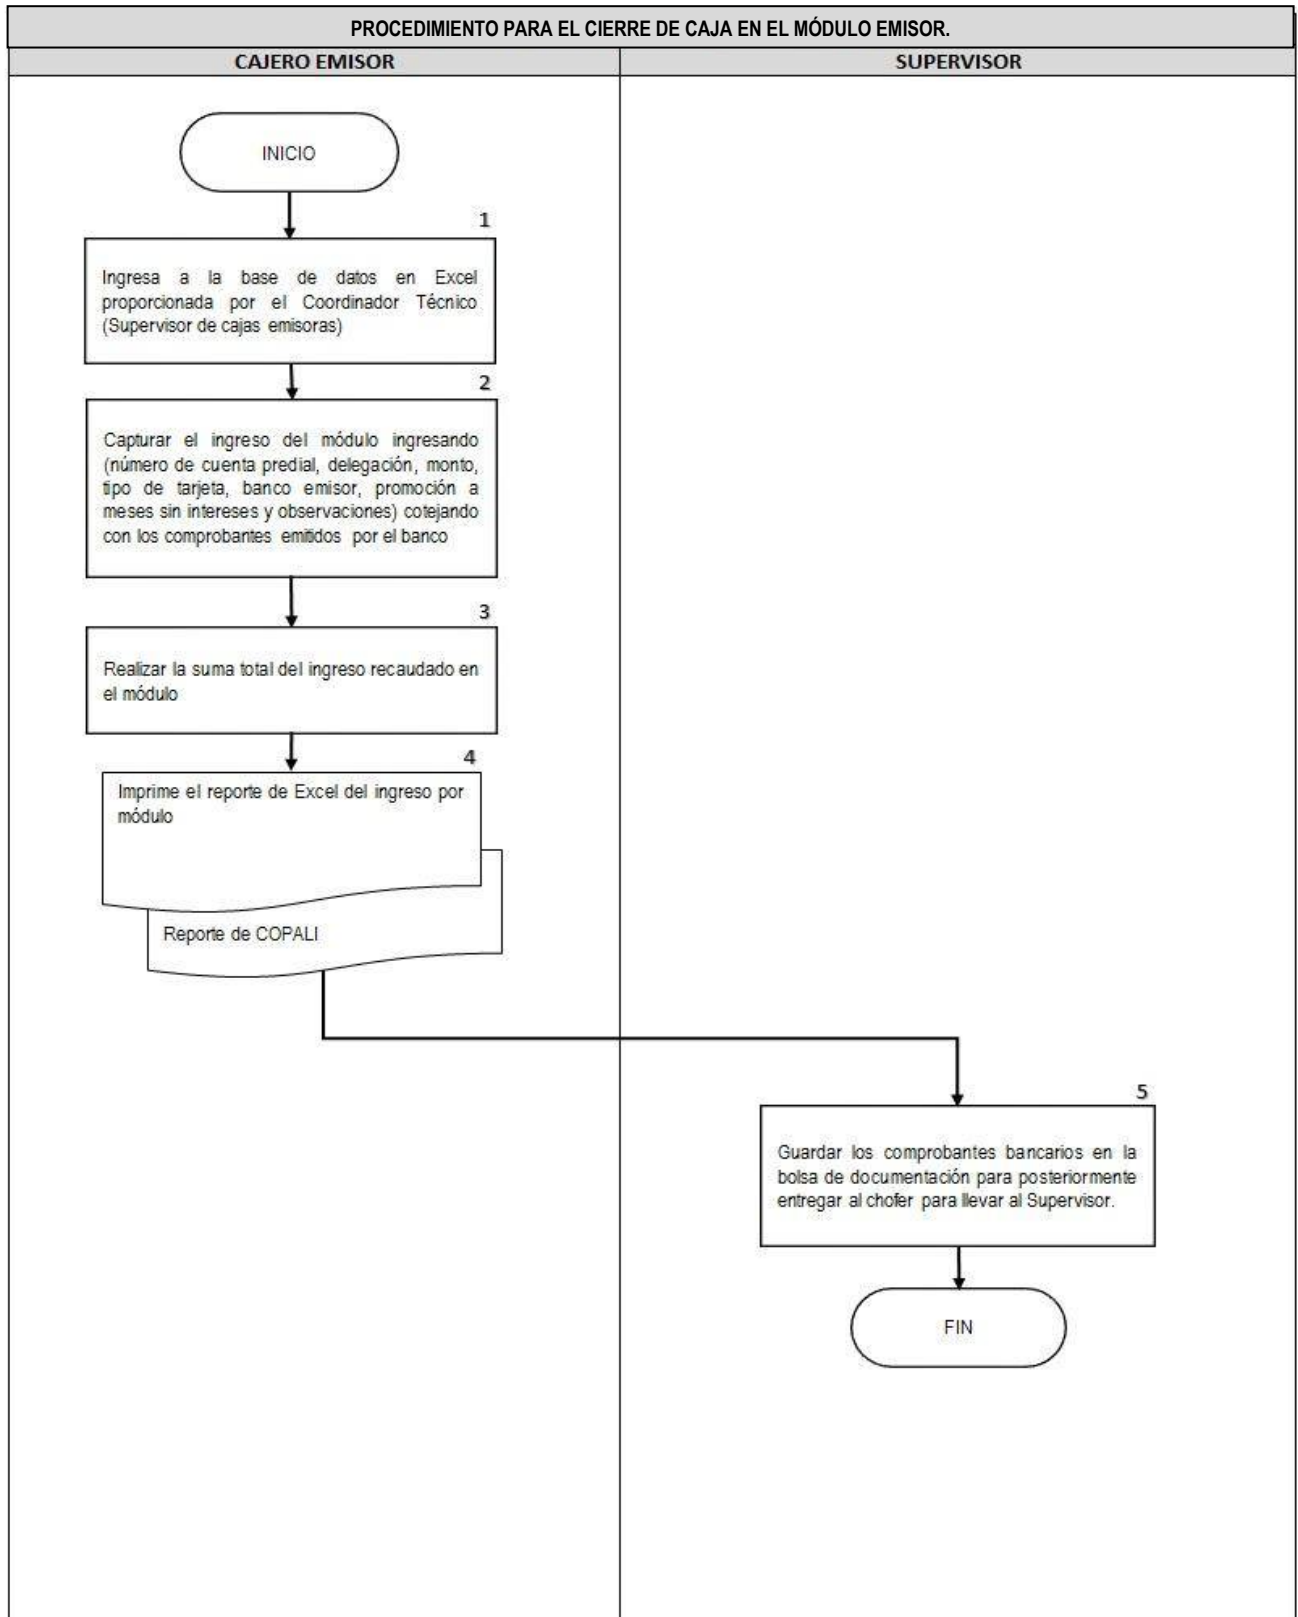 PROCEDIMIENTO PARA EL CIERRE DE CAJA EN EL MÓDULO EMISOR.
CAJERO EMISOR
SUPERVISOR
INICIO
1
Ingresa a la base de datos en Excel
proporcionada por el Coordinador Técnico
(Supervisor de cajas emisoras)
2
Capturar el ingreso del módulo ingresando
(número de cuenta predial, delegación, monto,
tipo de tarjeta, banco emisor, promoción a
meses sin intereses y observaciones) cotejando
con los comprobantes emitidos por el banco
3
Realizar la suma total del ingreso recaudado en
el módulo
4
Imprime el reporte de Excel del ingreso por
módulo
Reporte de COPALI
5
Guardar los comprobantes bancarios en la
bolsa de documentación para posteriormente
entregar al chofer para llevar al Supervisor.
FIN